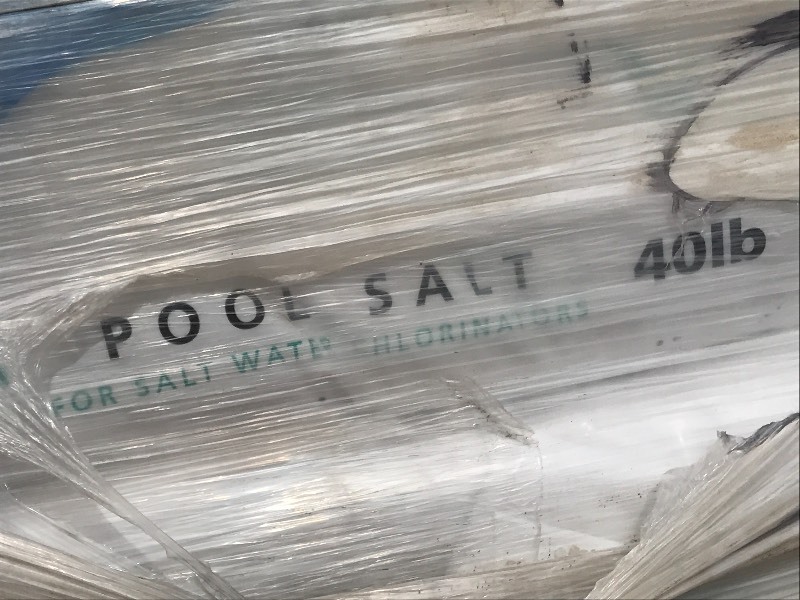 POOL SALT 40lb
FOR SALT WATER CHLORINATORS